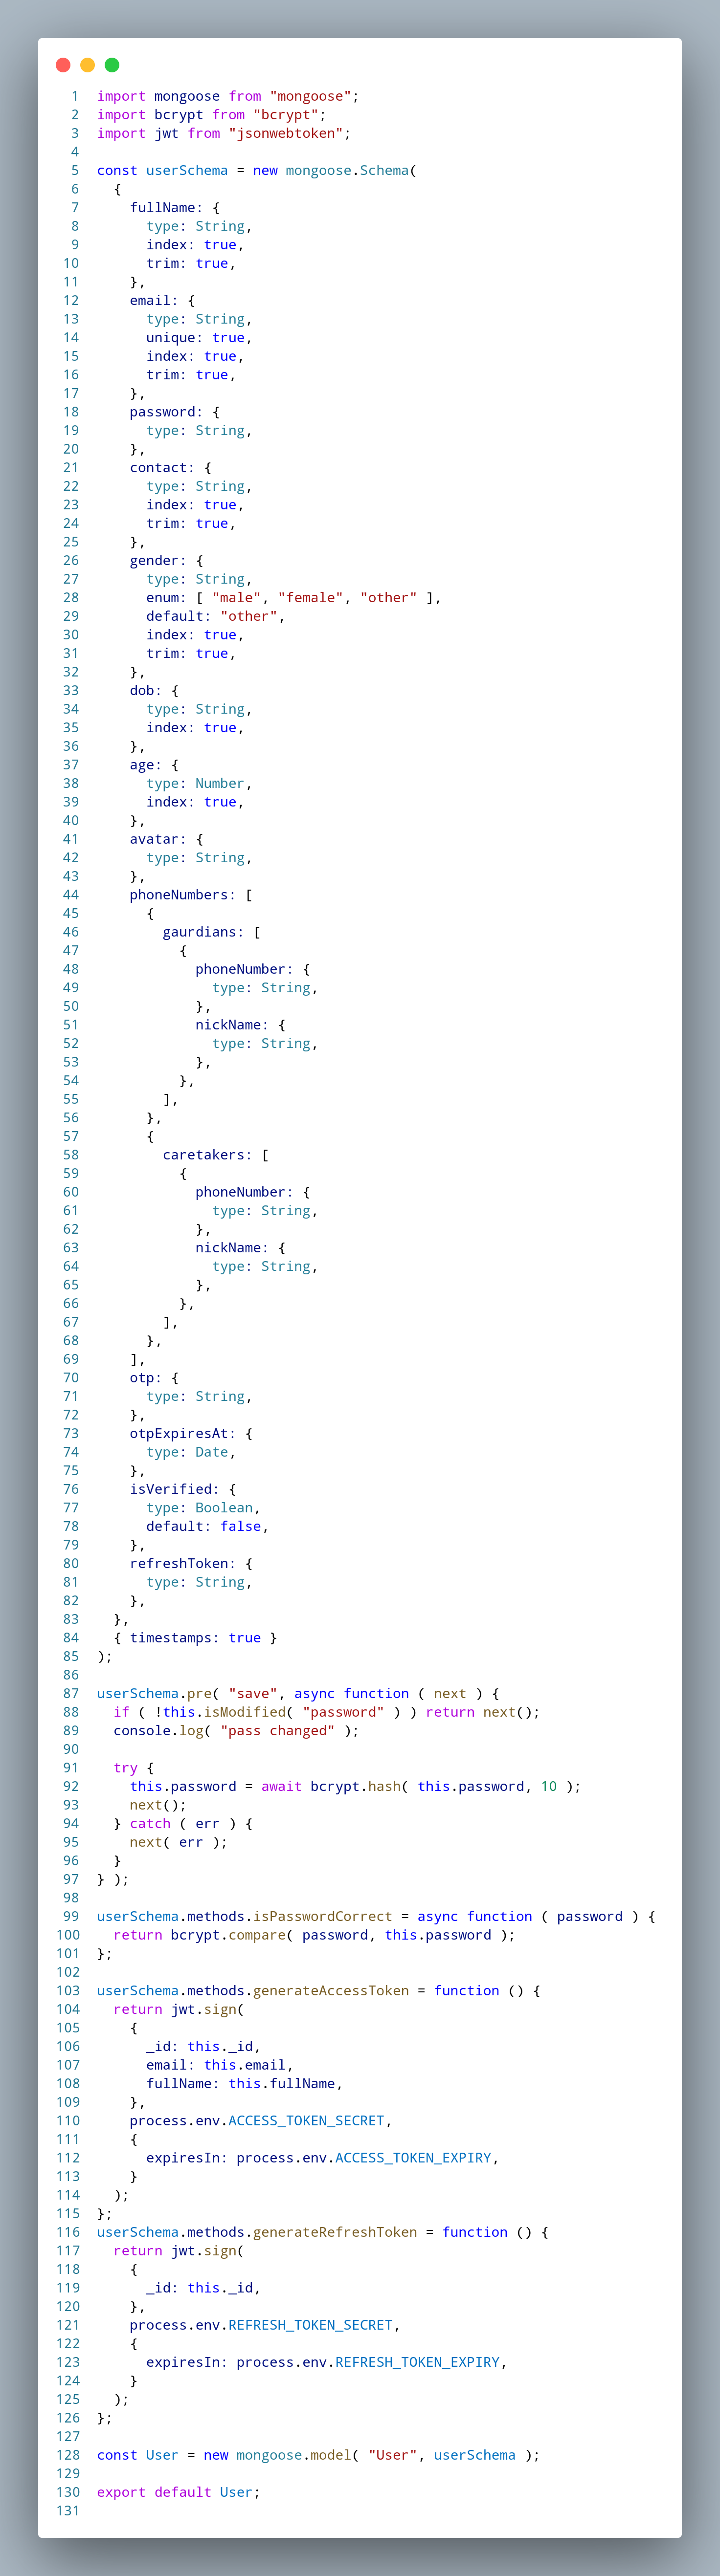 1 import mongoose from "mongoose";
2 import bcrypt from "bcrypt";
3 import jwt from "jsonwebtoken";
4
5 const userSchema = new mongoose.Schema(
6   {
7     fullName: {
8       type: String,
9       index: true,
10       trim: true,
11     },
12     email: {
13       type: String,
14       unique: true,
15       index: true,
16       trim: true,
17     },
18     password: {
19       type: String,
20     },
21     contact: {
22       type: String,
23       index: true,
24       trim: true,
25     },
26     gender: {
27       type: String,
28       enum: [ "male", "female", "other" ],
29       default: "other",
30       index: true,
31       trim: true,
32     },
33     dob: {
34       type: String,
35       index: true,
36     },
37     age: {
38       type: Number,
39       index: true,
40     },
41     avatar: {
42       type: String,
43     },
44     phoneNumbers: [
45       {
46         gaurdians: [
47           {
48             phoneNumber: {
49               type: String,
50             },
51             nickName: {
52               type: String,
53             },
54           },
55         ],
56       },
57       {
58         caretakers: [
59           {
60             phoneNumber: {
61               type: String,
62             },
63             nickName: {
64               type: String,
65             },
66           },
67         ],
68       },
69     ],
70     otp: {
71       type: String,
72     },
73     otpExpiresAt: {
74       type: Date,
75     },
76     isVerified: {
77       type: Boolean,
78       default: false,
79     },
80     refreshToken: {
81       type: String,
82     },
83   },
84   { timestamps: true }
85 );
86
87 userSchema.pre( "save", async function ( next ) {
88   if ( !this.isModified( "password" ) ) return next();
89   console.log( "pass changed" );
90
91   try {
92     this.password = await bcrypt.hash( this.password, 10 );
93     next();
94   } catch ( err ) {
95     next( err );
96   }
97 } );
98
99 userSchema.methods.isPasswordCorrect = async function ( password ) {
100   return bcrypt.compare( password, this.password );
101 };
102
103 userSchema.methods.generateAccessToken = function () {
104   return jwt.sign(
105     {
106       _id: this._id,
107       email: this.email,
108       fullName: this.fullName,
109     },
110     process.env.ACCESS_TOKEN_SECRET,
111     {
112       expiresIn: process.env.ACCESS_TOKEN_EXPIRY,
113     }
114   );
115 };
116 userSchema.methods.generateRefreshToken = function () {
117   return jwt.sign(
118     {
119       _id: this._id,
120     },
121     process.env.REFRESH_TOKEN_SECRET,
122     {
123       expiresIn: process.env.REFRESH_TOKEN_EXPIRY,
124     }
125   );
126 };
127
128 const User = new mongoose.model( "User", userSchema );
129
130 export default User;
131